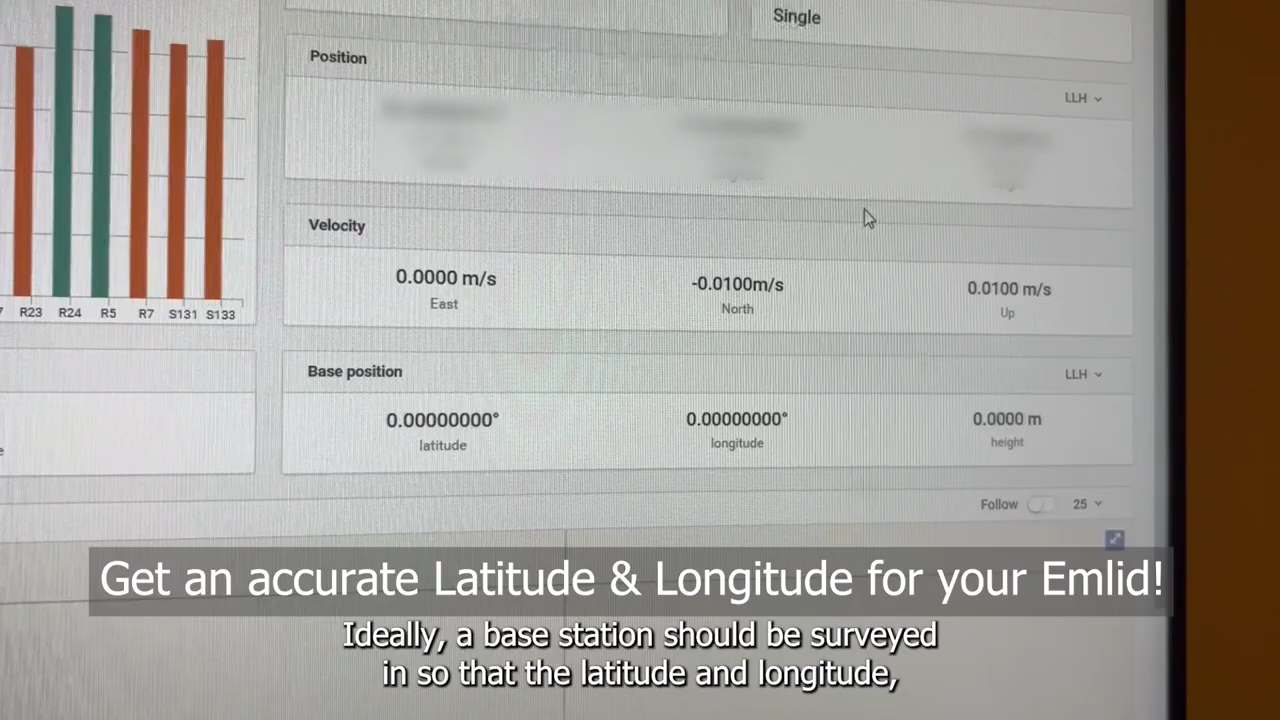 Single
Position
LLH
Velocity
0.0000 m/s
-0.0100m/s
0.0100 m/s
East
North
Up
R23 R24 R5 R7 S131 S133
Base position
LLH
0.00000000°
0.00000000°
0.0000 m
latitude
longitude
height
Follow
25
Get an accurate Latitude & Longitude for your Emlid!
Ideally, a base station should be surveyed
in so that the latitude and longitude,